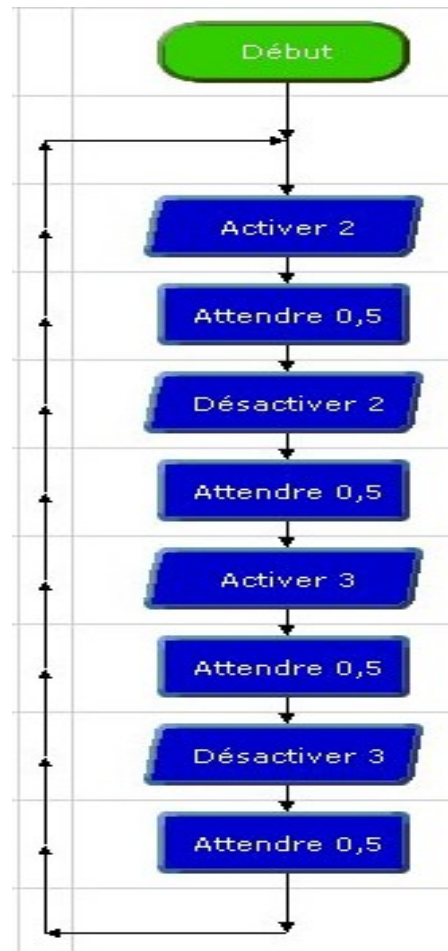 Début
Activer 2
Attendre 0,5
Désactiver 2
Attendre 0,5
Activer 3
Attendre 0,5
Désactiver 3
Attendre 0,5